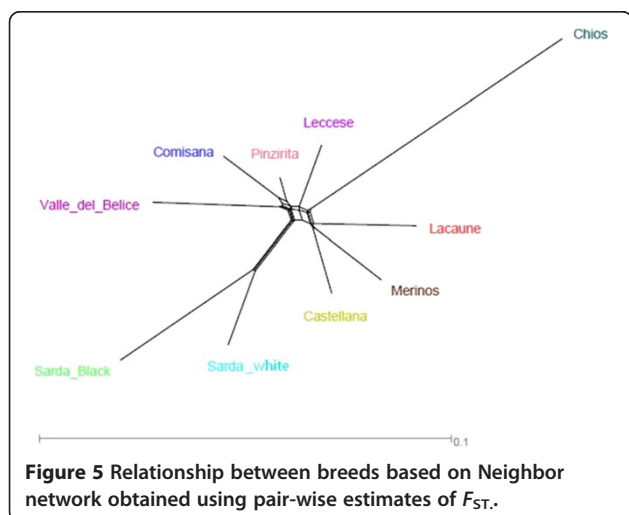 Chios
Leccese
Comisana
Pinzirita
Valle_del_Belice
Lacaune
Merinos
Castellana
Sarda_Black
Sarda_white
0.1
Figure 5 Relationship between breeds based on Neighbor
network obtained using pair-wise estimates of FST.